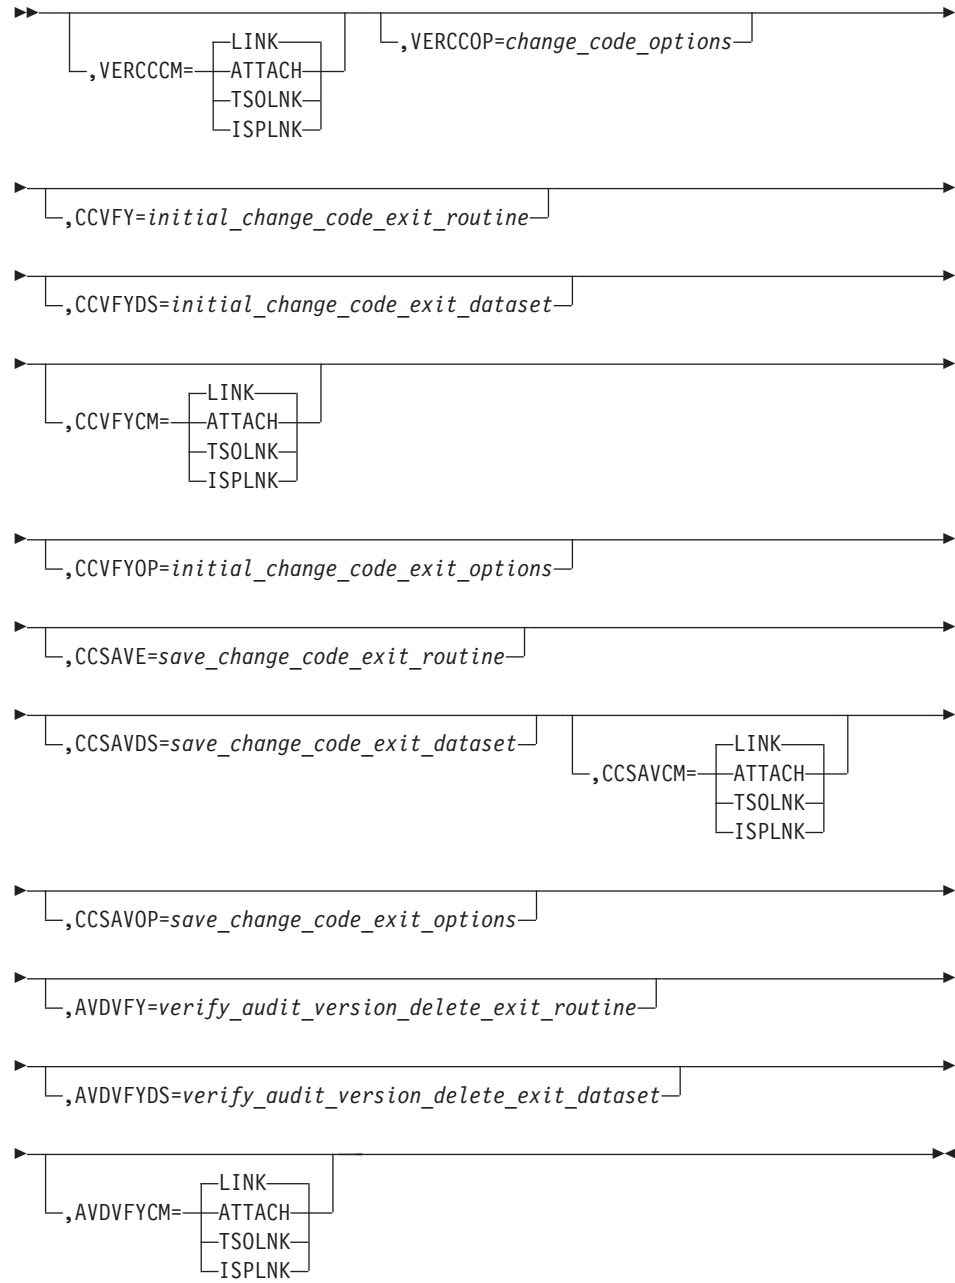 LINK
,VERCCCM= ATTACH
TSOLNK
ISPLNK
,VERCCOP=change_code_options
,CCVFY=initial_change_code_exit_routine
,CCVFYDS=initial_change_code_exit_dataset
LINK
,CCVFYCM= ATTACH
TSOLNK
ISPLNK
,CCVFYOP=initial_change_code_exit_options
,CCSAVE=save_change_code_exit_routine
,CCSAVDS=save_change_code_exit_dataset
LINK
,CCSAVCM= ATTACH
TSOLNK
ISPLNK
,CCSAVOP=save_change_code_exit_options
,AVDVFY=verify_audit_version_delete_exit_routine
,AVDVFYDS=verify_audit_version_delete_exit_dataset
LINK
,AVDVFYCM= ATTACH
TSOLNK
ISPLNK